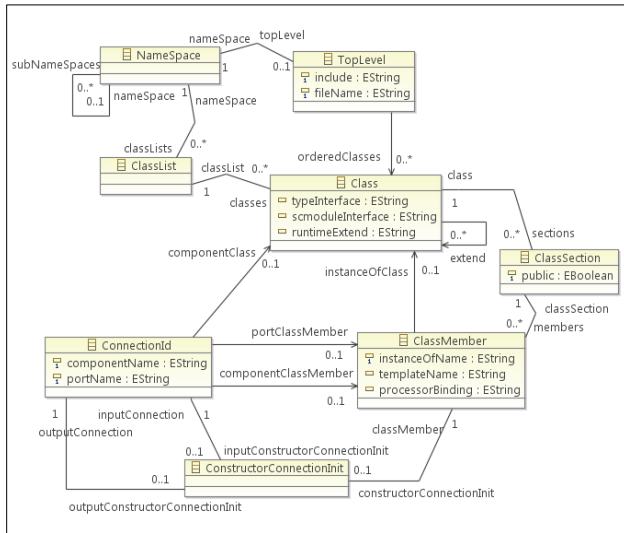 nameSpace
topLevel
NameSpace
TopLevel
subNameSpaces
1
0..1
include : EString
fileName : EString
0..*
0..1
nameSpace
1
nameSpace
0..*
classLists
classList
0..*
orderedClasses
0..*
ClassList
1
classes
Class
class
1
typeInterface : EString
scmoduleInterface : EString
runtimeExtend : EString
0..*
extend
0..*
sections
componentClass
0..1
instanceOfClass
0..1
ClassSection
public : EBoolean
1
classSection
0..*
members
ConnectionId
componentName : EString
portName : EString
portClassMember
0..1
componentClassMember
0..1
ClassMember
instanceOfName : EString
templateName : EString
processorBinding : EString
1
outputConnection
inputConnection
1
classMember
1
0..1
inputConstructorConnectionInit
0..1
ConstructorConnectionInit
0..1
constructorConnectionInit
outputConstructorConnectionInit